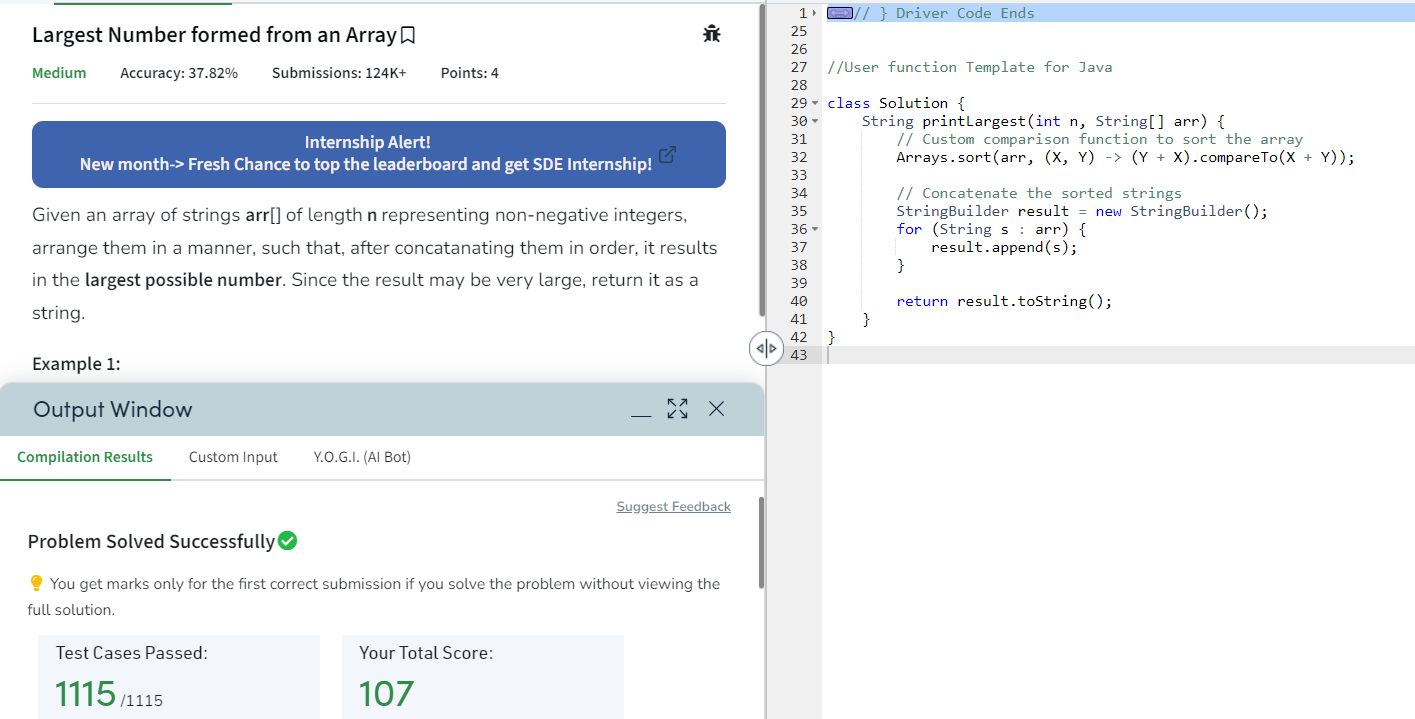 Largest Number formed from an Array
Medium Accuracy: 37.82% Submissions: 124K+ Points: 4
Internship Alert!
New month-> Fresh Chance to top the leaderboard and get SDE Internship!
Given an array of strings arr[] of length n representing non-negative integers,
arrange them in a manner, such that, after concatanating them in order, it results
in the largest possible number. Since the result may be very large, return it as a
string.
Example 1:
Output Window
Compilation Results Custom Input Y.O.G.I. (AI Bot)
Suggest Feedback
Problem Solved Successfully
You get marks only for the first correct submission if you solve the problem without viewing the
full solution.
Test Cases Passed: Your Total Score:
1115 /1115 107
1 // } Driver Code Ends
25
26
27 //User function Template for Java
28
29 class Solution {
30 String printLargest(int n, String[] arr) {
31 // Custom comparison function to sort the array
32 Arrays.sort(arr, (X, Y) -> (Y + X).compareTo(X + Y));
33
34 // Concatenate the sorted strings
35 StringBuilder result = new StringBuilder();
36 for (String s : arr) {
37 result.append(s);
38 }
39
40 return result.toString();
41 }
42 }
43